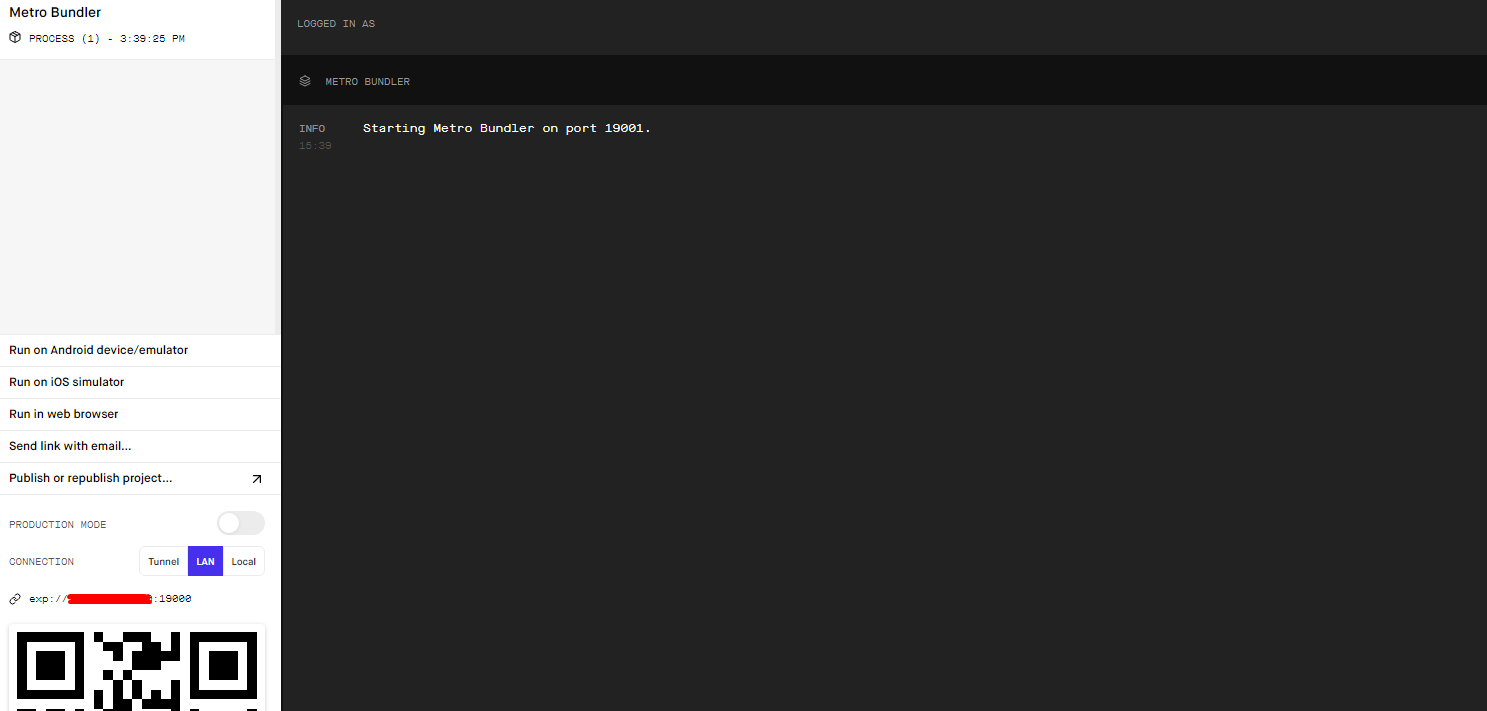 Metro Bundler
PROCESS (1) - 3:39:25 PM
Run on Android device/emulator
Run on iOS simulator
Run in web browser
Send link with email...
Publish or republish project...
PRODUCTION MODE
CONNECTION Tunnel LAN Local
exp:// :19000
LOGGED IN AS
METRO BUNDLER
INFO Starting Metro Bundler on port 19001.
15:39